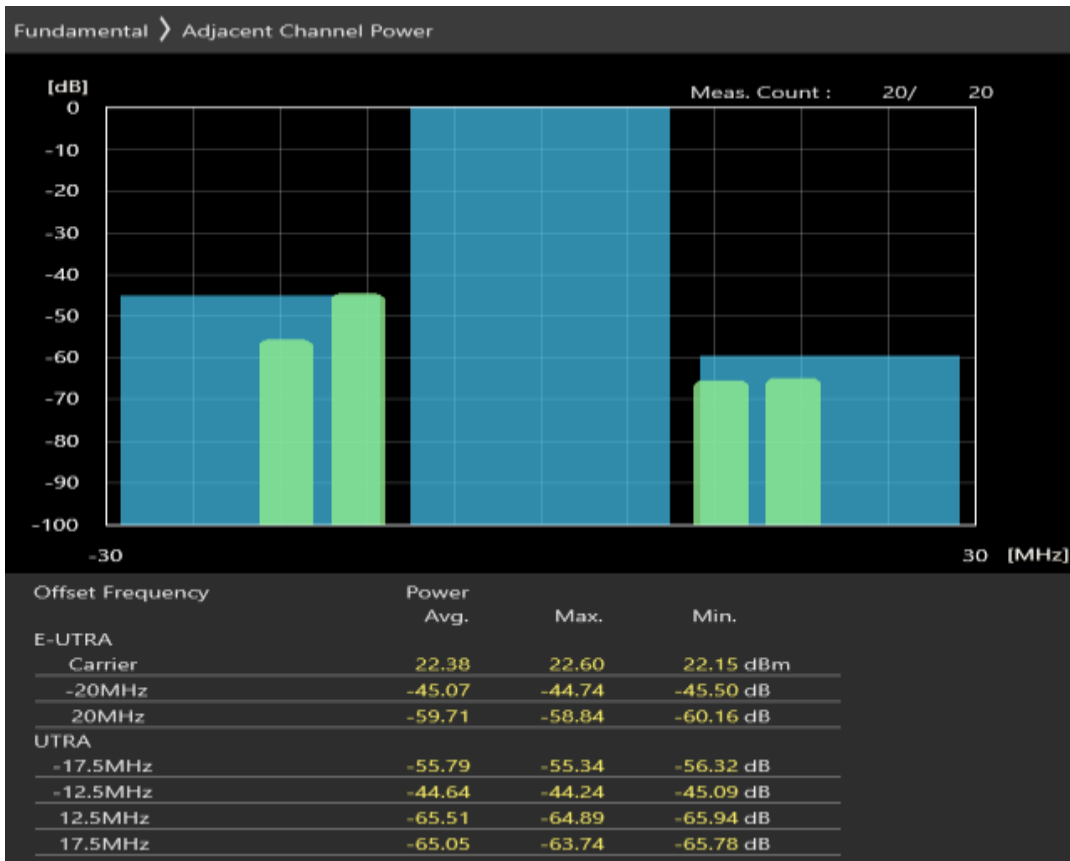 Fundamental 〉 Adjacent Channel Power
[dB]
Meas. Count : 20/ 20
0
-10
-20
-30
-40
-50
-60
-70
-80
-90
-100
-30 30 [MHz]
Offset Frequency Power
Avg. Max. Min.
E-UTRA
Carrier 22.38 22.60 22.15 dBm
-20MHz -45.07 -44.74 -45.50 dB
20MHz -59.71 -58.84 -60.16 dB
UTRA
-17.5MHz -55.79 -55.34 -56.32 dB
-12.5MHz -44.64 -44.24 -45.09 dB
12.5MHz -65.51 -64.89 -65.94 dB
17.5MHz -65.05 -63.74 -65.78 dB